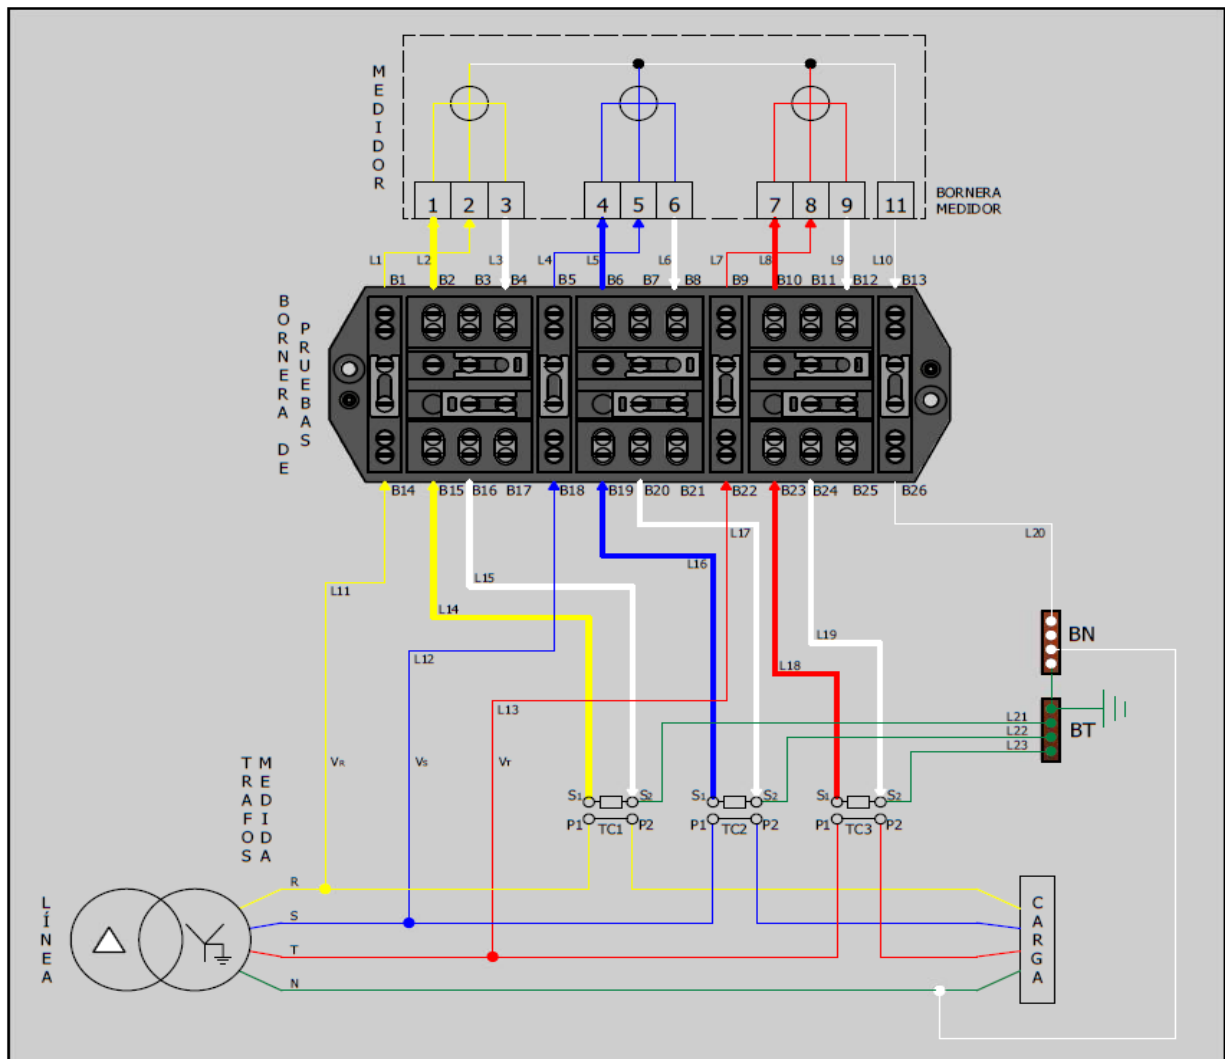 MEDIDOR
1 2 3 4 5 6 7 8 9 11
BORNERA
MEDIDOR
L1 L2 L3 L4 L5 L6 L7 L8 L9 L10
B1 B2 B3 B4 B5 B6 B7 B8 B9 B10 B11 B12 B13
BORNERA DE
PRUEBAS
B14 B15 B16 B17 B18 B19 B20 B21 B22 B23 B24 B25 B26
L17
L20
L16
L15
L11
L14
L19
BN
L12
L18
L13
L21
L22
L23
BT
TRAFOS
MEDIDA
VR VS VT
S1 S2 S1 S2 S1 S2
P1 TC1 P2 P1 TC2 P2 P1 TC3 P2
LÍNEA
R
S
T
N
CARGA